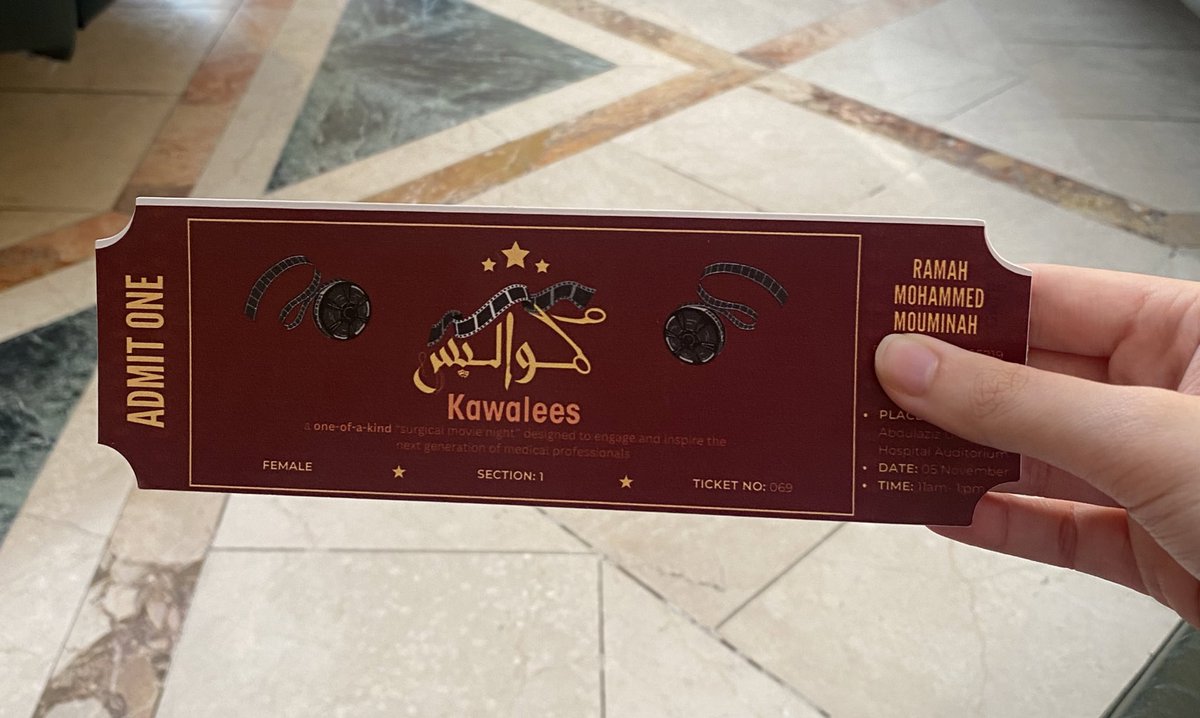 ADMIT ONE
كواليس
Kawalees
a one-of-a-kind "surgical movie night" designed to engage and inspire the
next generation of medical professionals
FEMALE
SECTION: 1
TICKET NO: 069
RAMAH
MOHAMMED
MOUMINAH
Abdulaziz
Hospital Auditorium
• DATE: 05 November
• TIME: 11am- 1pm